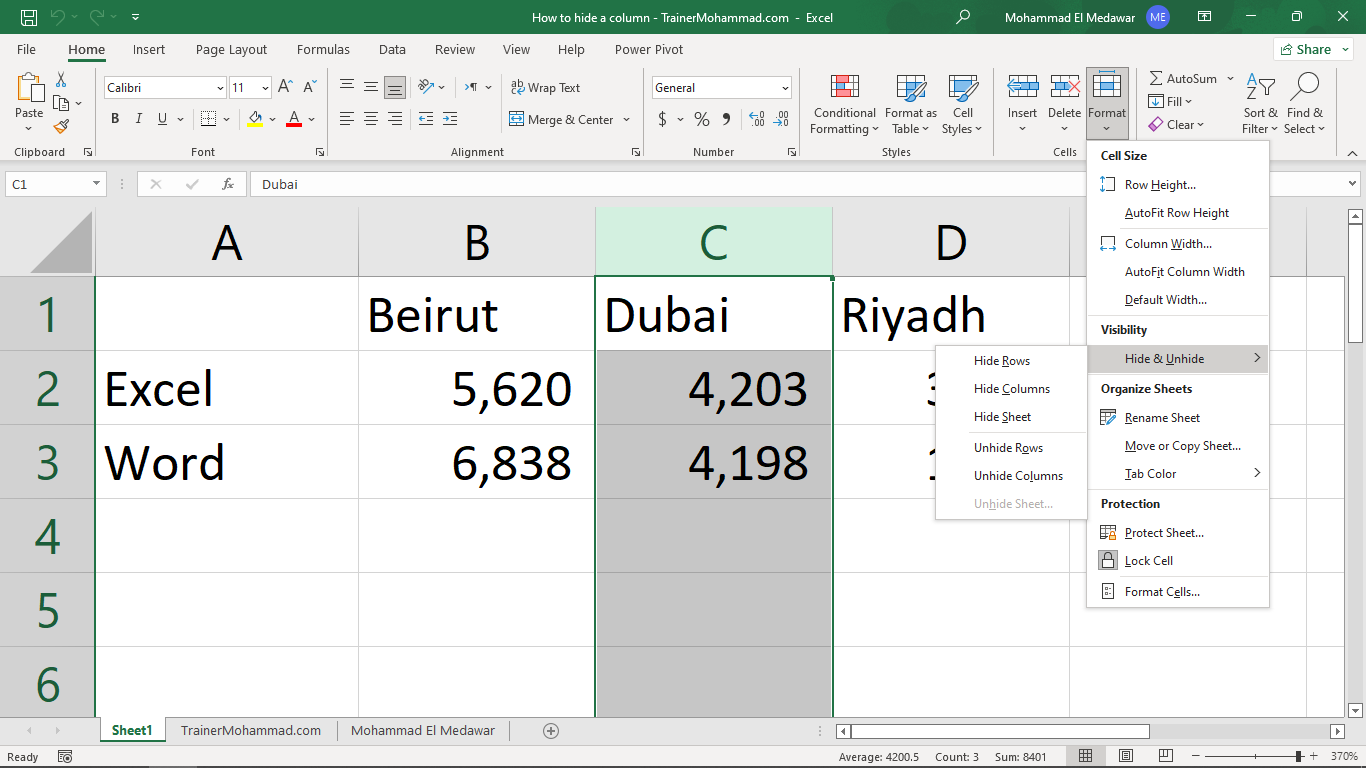 How to hide a column - TrainerMohammad.com - Excel
Mohammad El Medawar ME
File Home Insert Page Layout Formulas Data Review View Help Power Pivot Share
Paste
Clipboard
Calibri 11
B I U A
Font
Wrap Text
Merge & Center
Alignment
General
$ % 9
Number
Conditional Formatting
Format as Table
Cell Styles
Styles
Insert Delete Format
Cells
AutoSum
Fill
Clear
Sort & Filter
Find & Select
C1 fx Dubai
A B C D
1 Beirut Dubai Riyadh
2 Excel 5,620 4,203
3 Word 6,838 4,198
4
5
6
Cell Size
Row Height...
AutoFit Row Height
Column Width...
AutoFit Column Width
Default Width...
Visibility
Hide & Unhide
Organize Sheets
Rename Sheet
Move or Copy Sheet...
Tab Color
Protection
Protect Sheet...
Lock Cell
Format Cells...
Hide Rows
Hide Columns
Hide Sheet
Unhide Rows
Unhide Columns
Unhide Sheet...
Sheet1 TrainerMohammad.com Mohammad El Medawar
Ready Average: 4200.5 Count: 3 Sum: 8401 370%